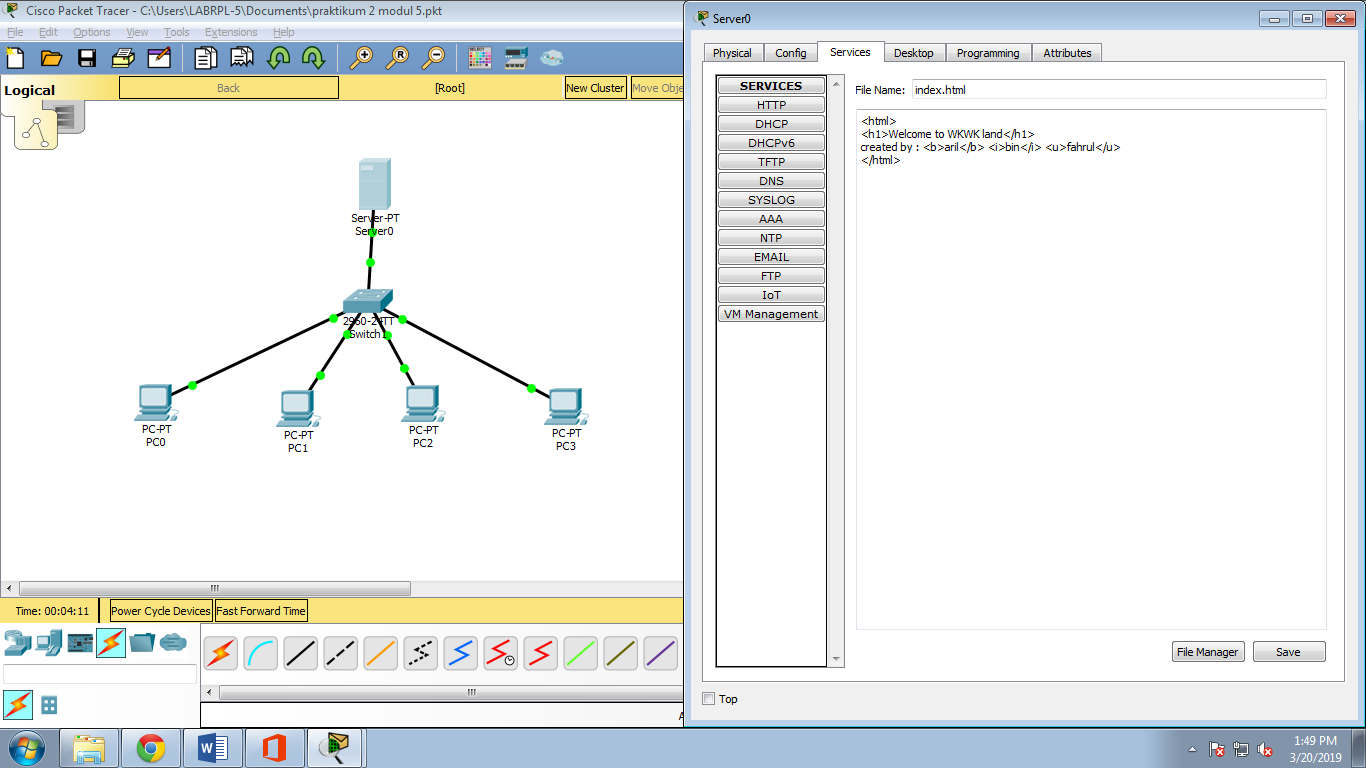 Cisco Packet Tracer - C:\Users\LABRPL-5\Documents\praktikum 2 modul 5.pkt
File Edit Options View Tools Extensions Help
Logical
Back
[Root]
New Cluster
Move Obje
Server-PT
Server0
2960-24TT
Switch1
PC-PT
PC0
PC-PT
PC1
PC-PT
PC2
PC-PT
PC3
Time: 00:04:11
Power Cycle Devices
Fast Forward Time
Server0
Physical Config Services Desktop Programming Attributes
SERVICES
HTTP
DHCP
DHCPv6
TFTP
DNS
SYSLOG
AAA
NTP
EMAIL
FTP
IoT
VM Management
File Name: index.html
<html>
<h1>Welcome to WKWK land</h1>
created by : <b>aril</b> <i>bin</i> <u>fahrul</u>
</html>
File Manager
Save
Top
1:49 PM
3/20/2019